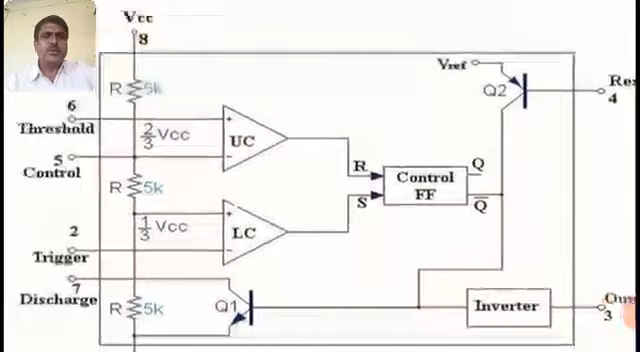 Vcc
8
R 5k
6
Threshold
2/3 Vcc
UC
5
Control
R 5k
1/3 Vcc
LC
2
Trigger
7
Discharge
R 5k
Q1
R
S
Control
FF
Q
Q̅
Vref
Q2
4
Inverter
3